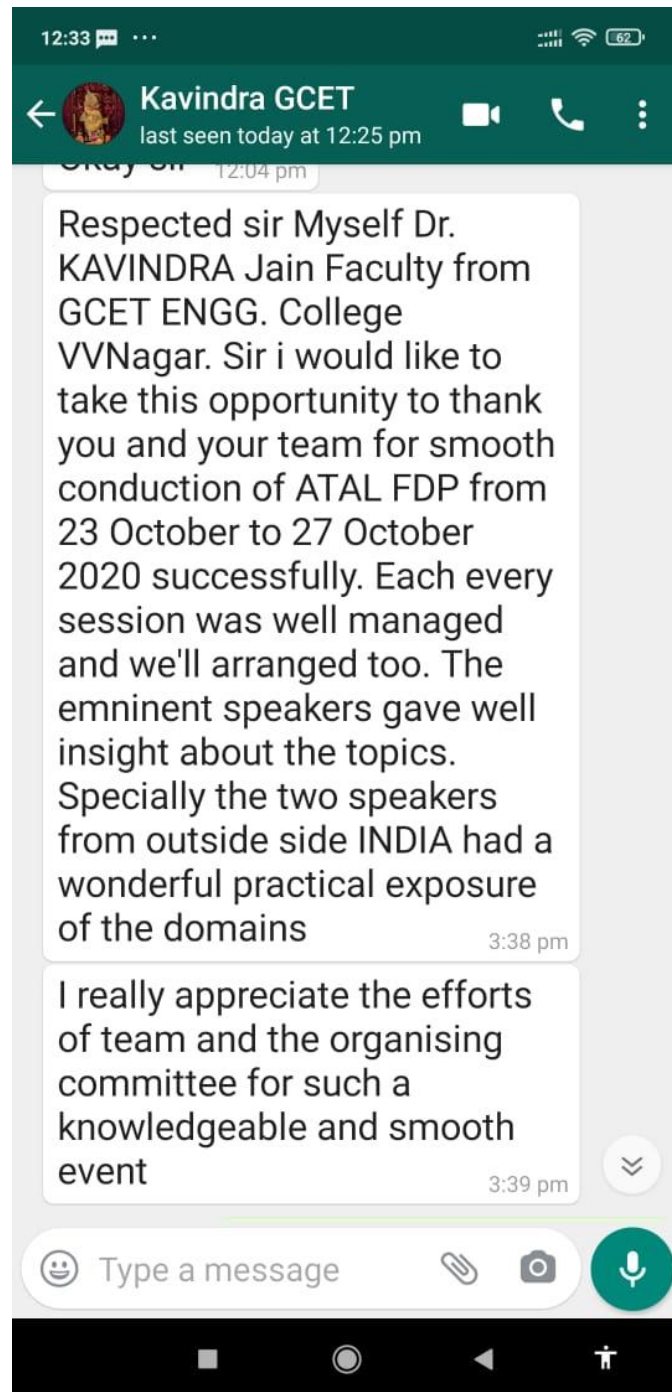 12:33 ...
62
Kavindra GCET
last seen today at 12:25 pm
Okay sir 12:04 pm
Respected sir Myself Dr.
KAVINDRA Jain Faculty from
GCET ENGG. College
VVNagar. Sir i would like to
take this opportunity to thank
you and your team for smooth
conduction of ATAL FDP from
23 October to 27 October
2020 successfully. Each every
session was well managed
and we'll arranged too. The
emninent speakers gave well
insight about the topics.
Specially the two speakers
from outside side INDIA had a
wonderful practical exposure
of the domains
3:38 pm
I really appreciate the efforts
of team and the organising
committee for such a
knowledgeable and smooth
event
3:39 pm
Type a message